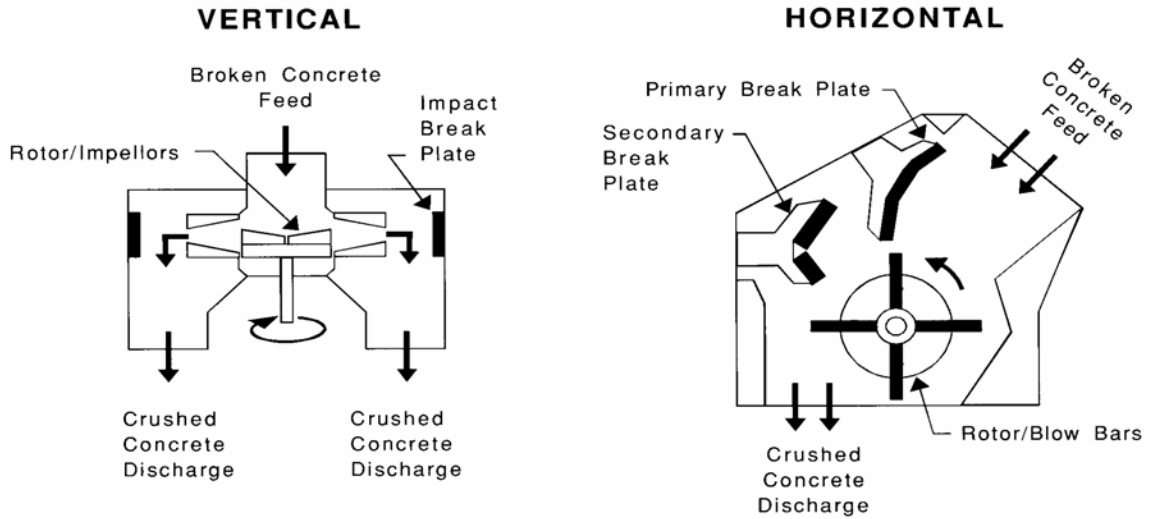 VERTICAL
Broken Concrete
Feed
Impact
Break
Plate
Rotor/Impellors
Crushed
Concrete
Discharge
Crushed
Concrete
Discharge
HORIZONTAL
Primary Break Plate
Secondary
Break
Plate
Broken
Concrete
Feed
Rotor/Blow Bars
Crushed
Concrete
Discharge